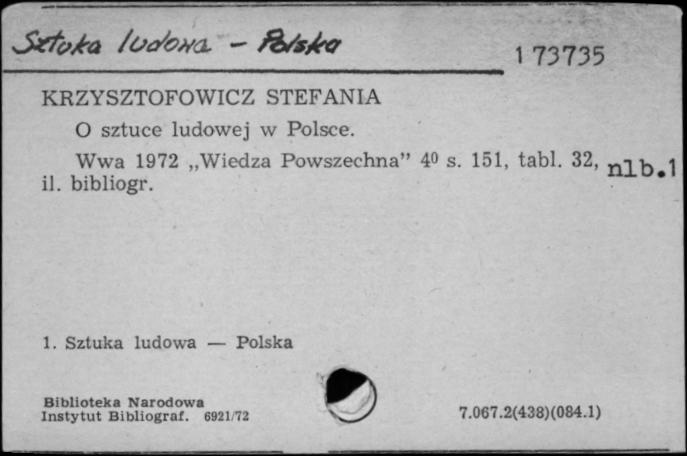 Sztuka ludowa - Polska
1 73735
KRZYSZTOFOWICZ STEFANIA
O sztuce ludowej w Polsce.
Wwa 1972 „Wiedza Powszechna” 4⁰ s. 151, tabl. 32, nlb.1
il. bibliogr.
1. Sztuka ludowa — Polska
Biblioteka Narodowa
Instytut Bibliograf. 6921/72
7.067.2(438)(084.1)